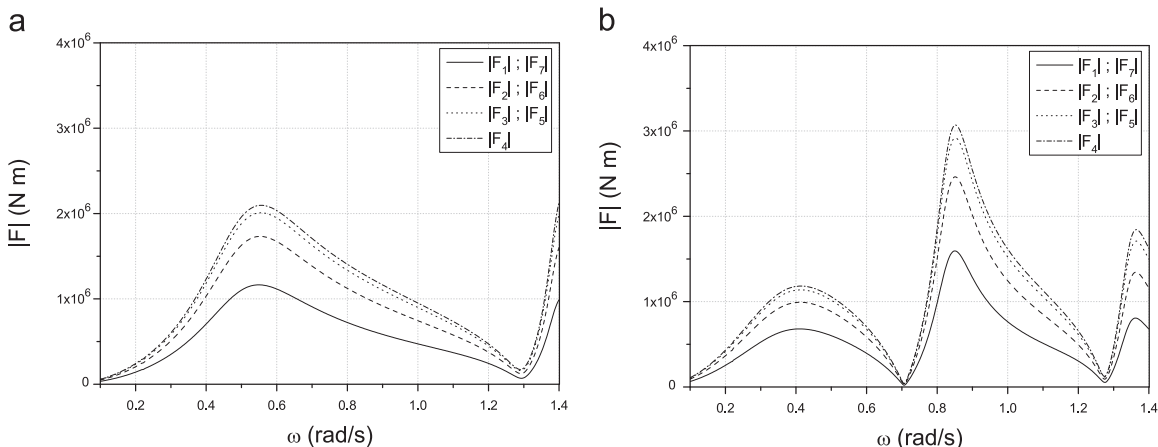 a
4x10⁶
3x10⁶
2x10⁶
1x10⁶
0
|F| (N m)
0.2 0.4 0.6 0.8 1.0 1.2 1.4
ω (rad/s)
|F₁| ; |F₇|
|F₂| ; |F₆|
|F₃| ; |F₅|
|F₄|
b
4x10⁶
3x10⁶
2x10⁶
1x10⁶
0
|F| (N m)
0.2 0.4 0.6 0.8 1.0 1.2 1.4
ω (rad/s)
|F₁| ; |F₇|
|F₂| ; |F₆|
|F₃| ; |F₅|
|F₄|